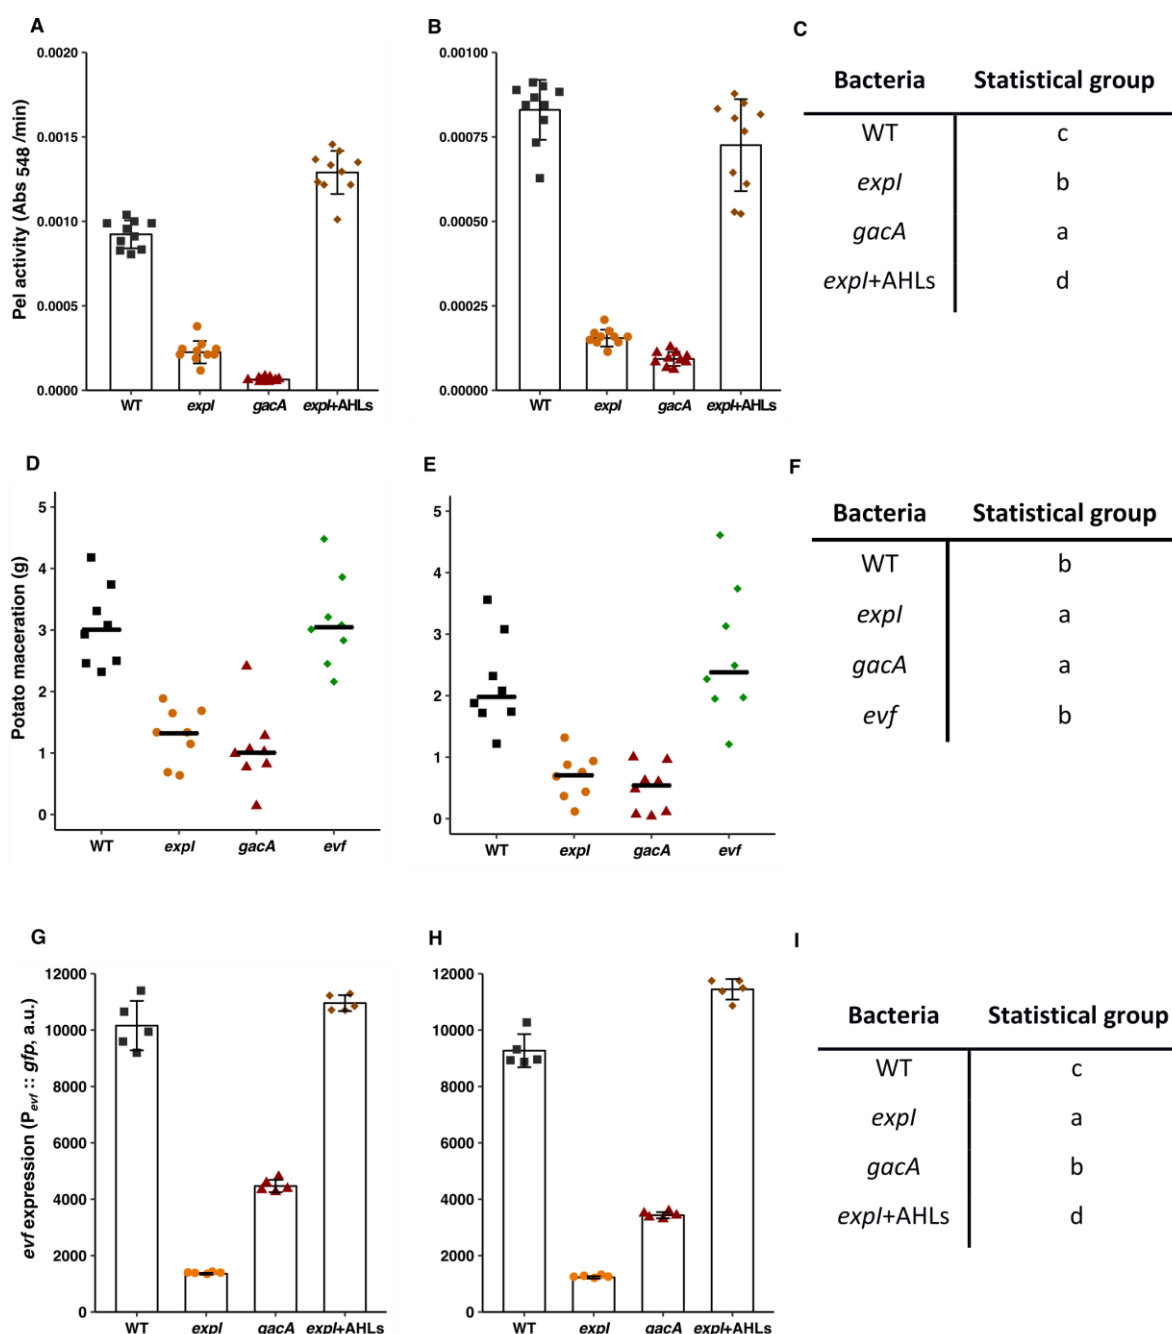 A
B
C
Pel activity (Abs 548 /min)
0.0020
0.0015
0.0010
0.0005
0.0000
WT expI gacA expI+AHLs
0.00100
0.00075
0.00050
0.00025
0.00000
WT expI gacA expI+AHLs
Bacteria Statistical group
WT c
expI b
gacA a
expI+AHLs d
D
E
F
Potato maceration (g)
5
4
3
2
1
0
WT expI gacA evf
5
4
3
2
1
0
WT expI gacA evf
Bacteria Statistical group
WT b
expI a
gacA a
evf b
G
H
I
evf expression (Pevf :: gfp, a.u.)
12000
10000
8000
6000
4000
2000
0
WT expI gacA expI+AHLs
12000
10000
8000
6000
4000
2000
0
WT expI gacA expI+AHLs
Bacteria Statistical group
WT c
expI a
gacA b
expI+AHLs d